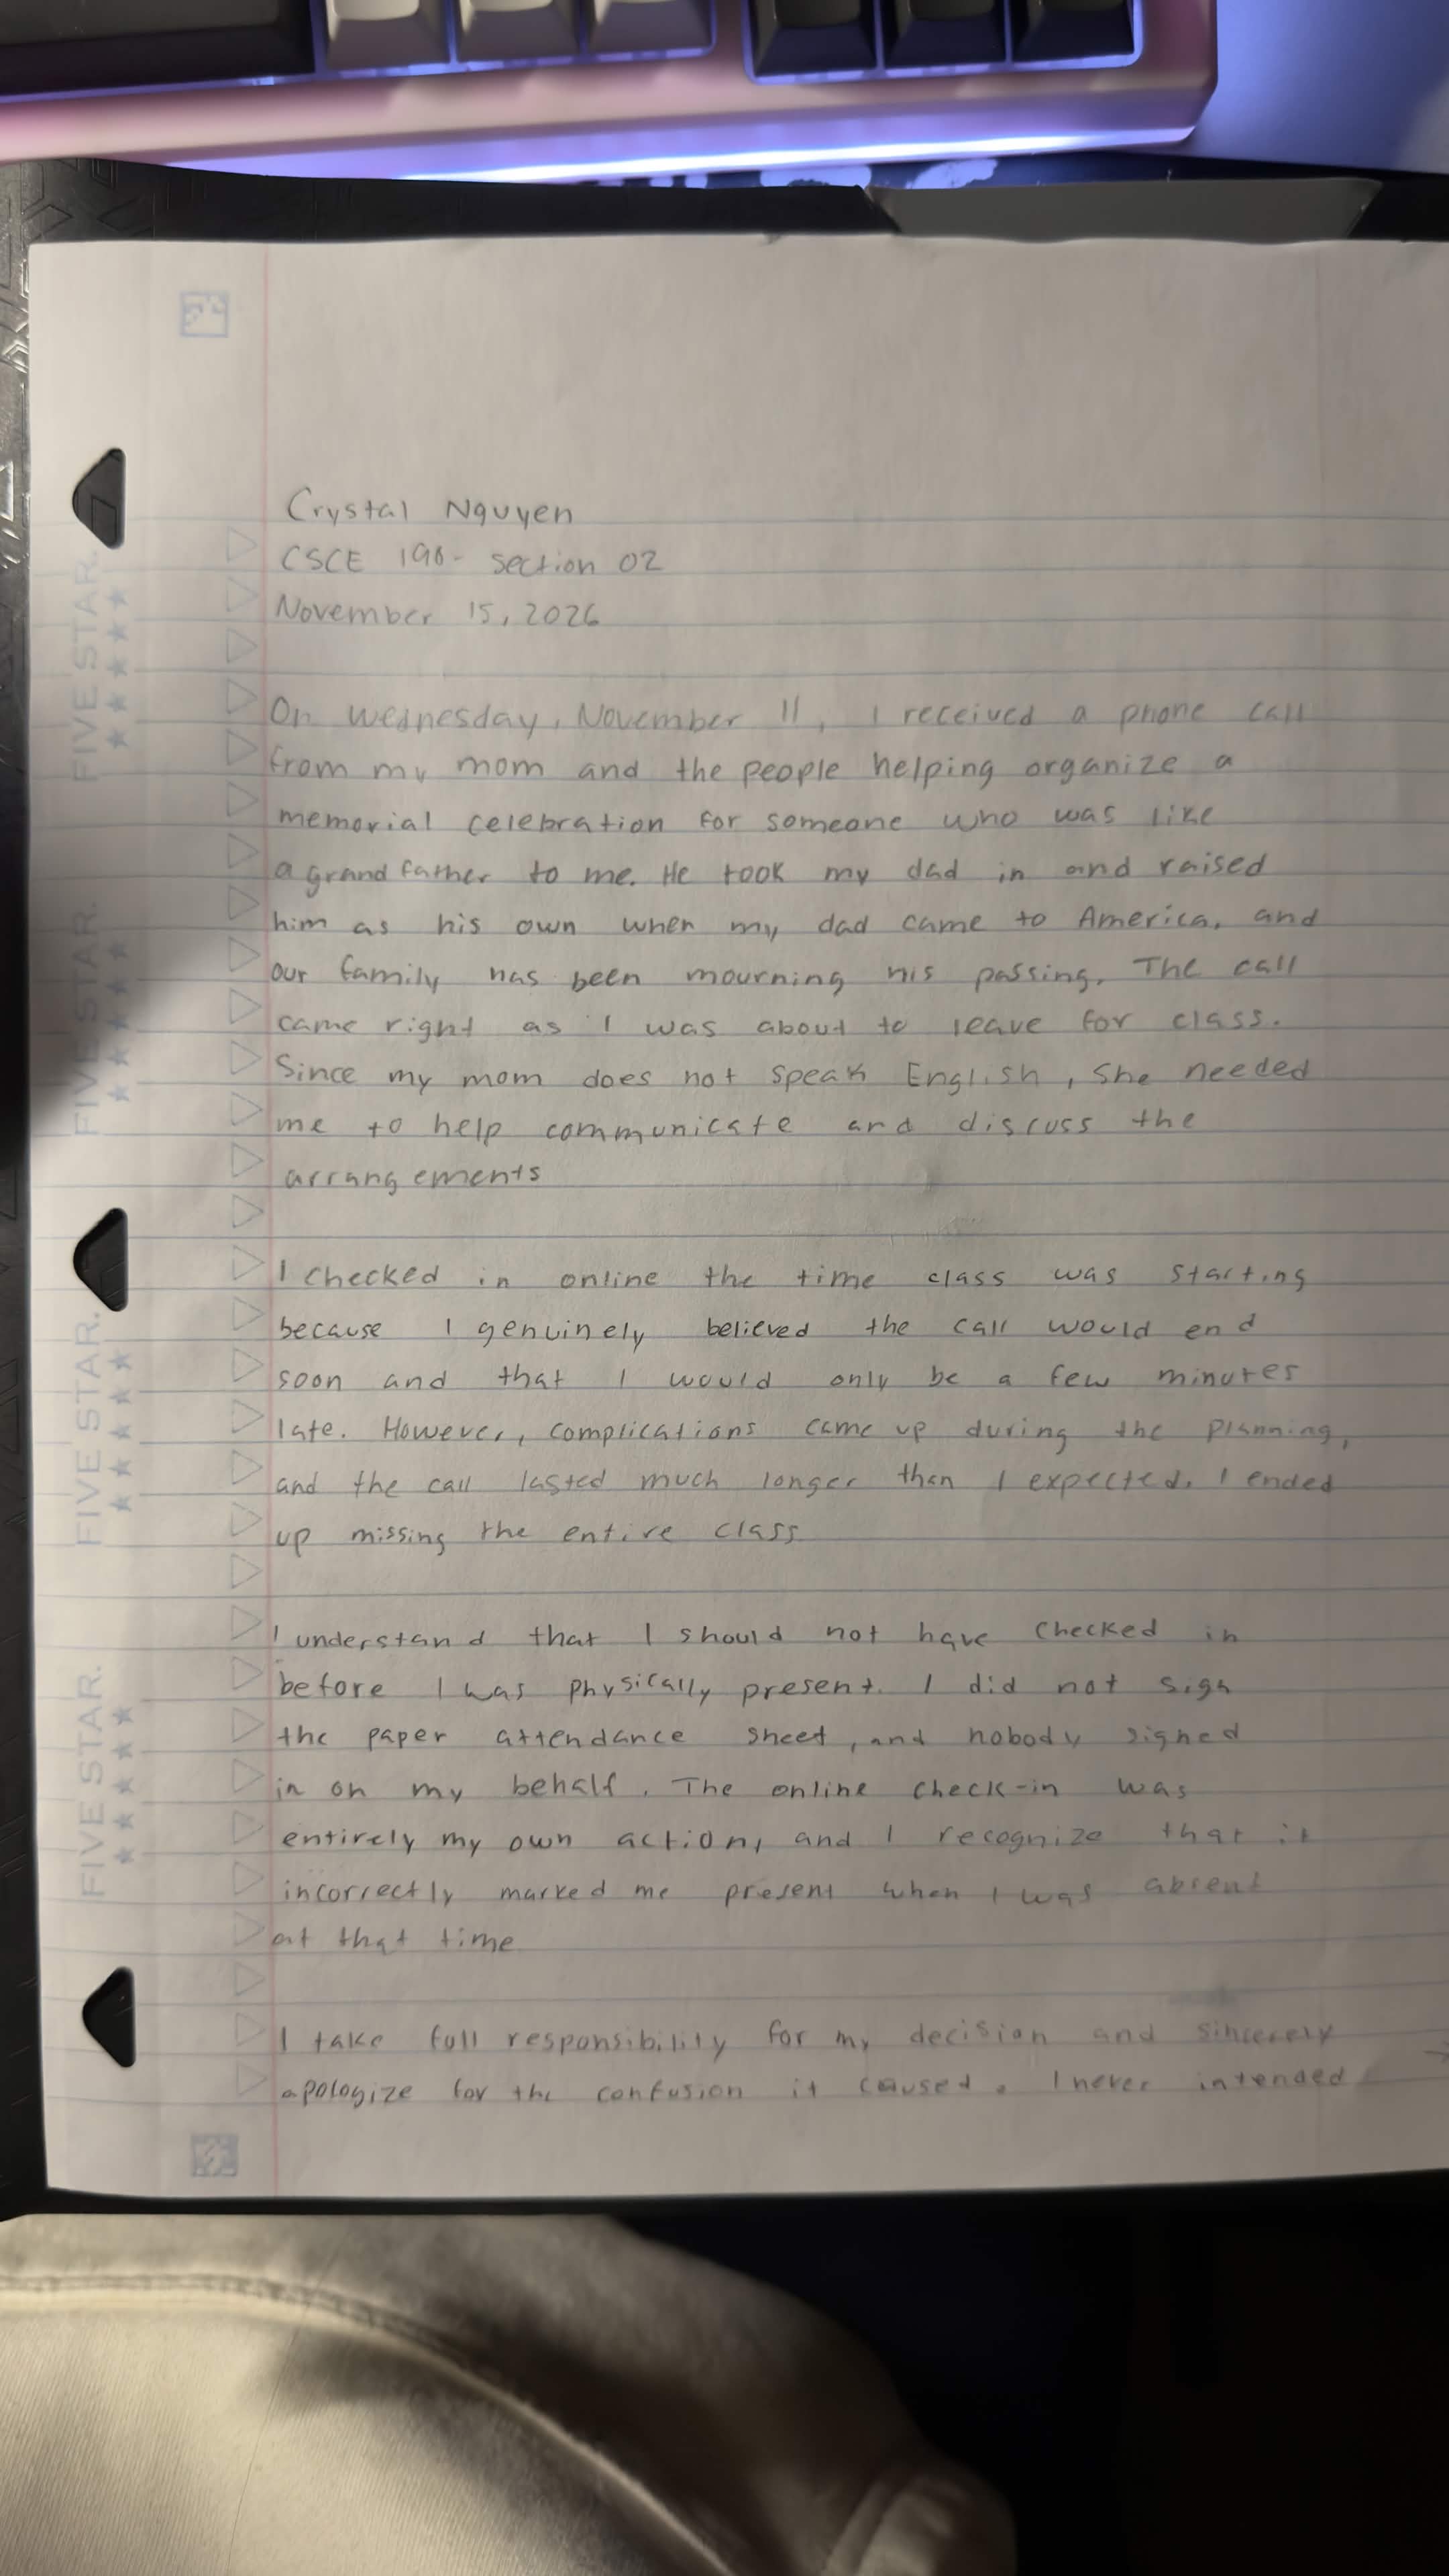 Crystal Nguyen
CSCE 190- section 02
November 15, 2026
On Wednesday, November 11, I received a phone call
from my mom and the people helping organize a
memorial celebration for someone who was like
a grandfather to me. He took my dad in and raised
him as his own when my dad came to America, and
our family has been mourning his passing. The call
came right as I was about to leave for class.
Since my mom does not speak English, she needed
me to help communicate and discuss the
arrangements
I checked in online the time class was starting
because I genuinely believed the call would end
soon and that I would only be a few minutes
late. However, complications came up during the planning,
and the call lasted much longer than I expected. I ended
up missing the entire class
I understand that I should not have checked in
before I was physically present. I did not sign
the paper attendance sheet, and nobody signed
in on my behalf. The online check-in was
entirely my own action, and I recognize that it
incorrectly marked me present when I was absent
at that time
I take full responsibility for my decision and sincerely
apologize for the confusion it caused. I never intended
FIVE STAR.
FIVE STAR.
FIVE STAR.
FIVE STAR.